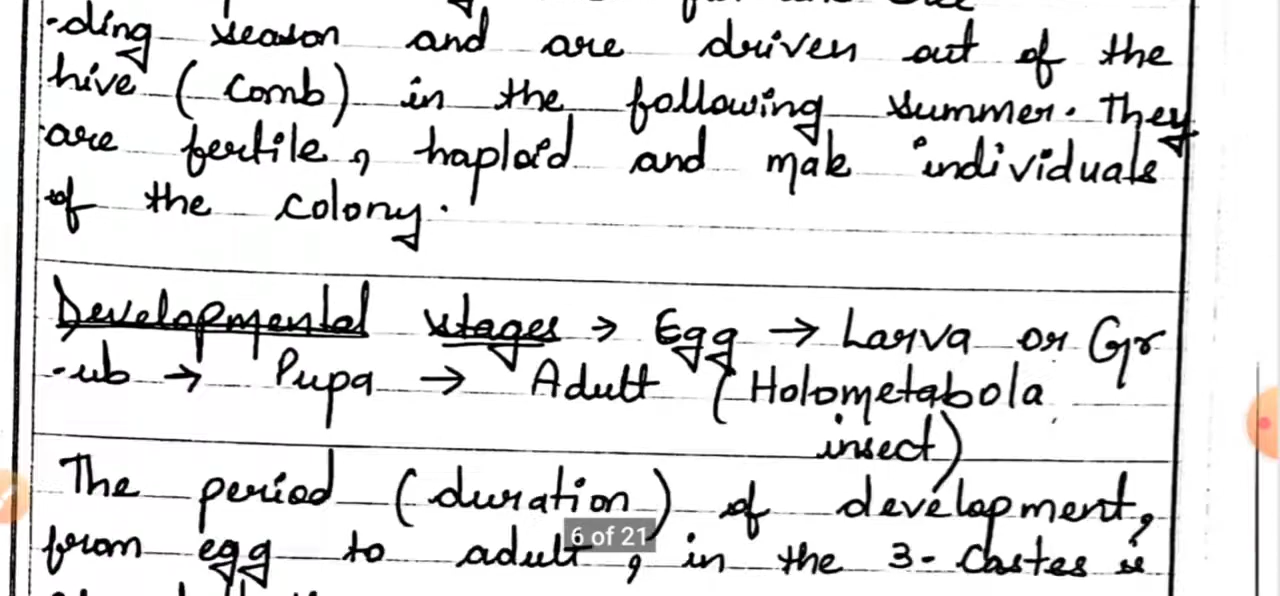 -ding season and are driven out of the
hive (comb) in the following summer. They
are fertile, haploid and male individuals
of the colony.
Developmental stages → Egg → Larva or Gr
-ub → Pupa → Adult (Holometabola
insect)
The period (duration) of development,
from egg to adult, in the 3- Castes is
6 of 21